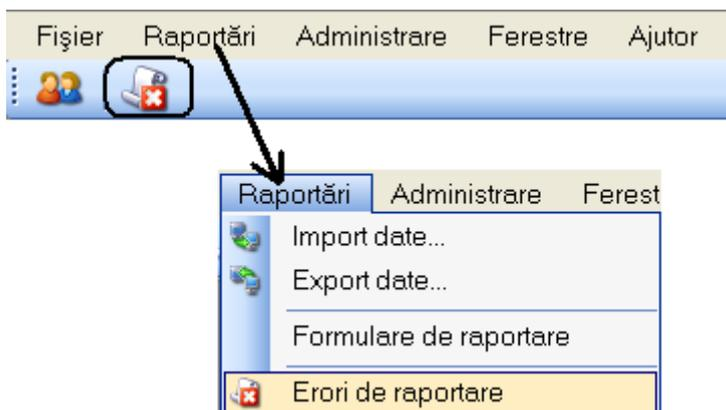 Fişier Raportări Administrare Ferestre Ajutor
Raportări Administrare Ferest
Import date...
Export date...
Formulare de raportare
Erori de raportare